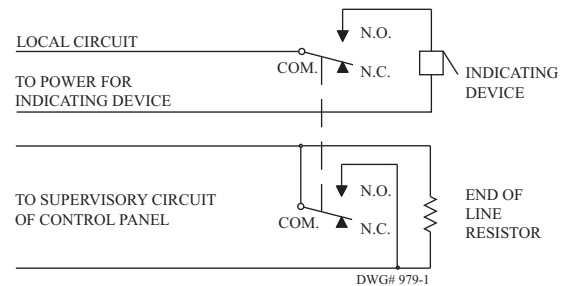 N.O.
LOCAL CIRCUIT
COM.
N.C.
INDICATING
DEVICE
TO POWER FOR
INDICATING DEVICE
N.O.
TO SUPERVISORY CIRCUIT
OF CONTROL PANEL
COM.
N.C.
END OF
LINE
RESISTOR
DWG# 979-1